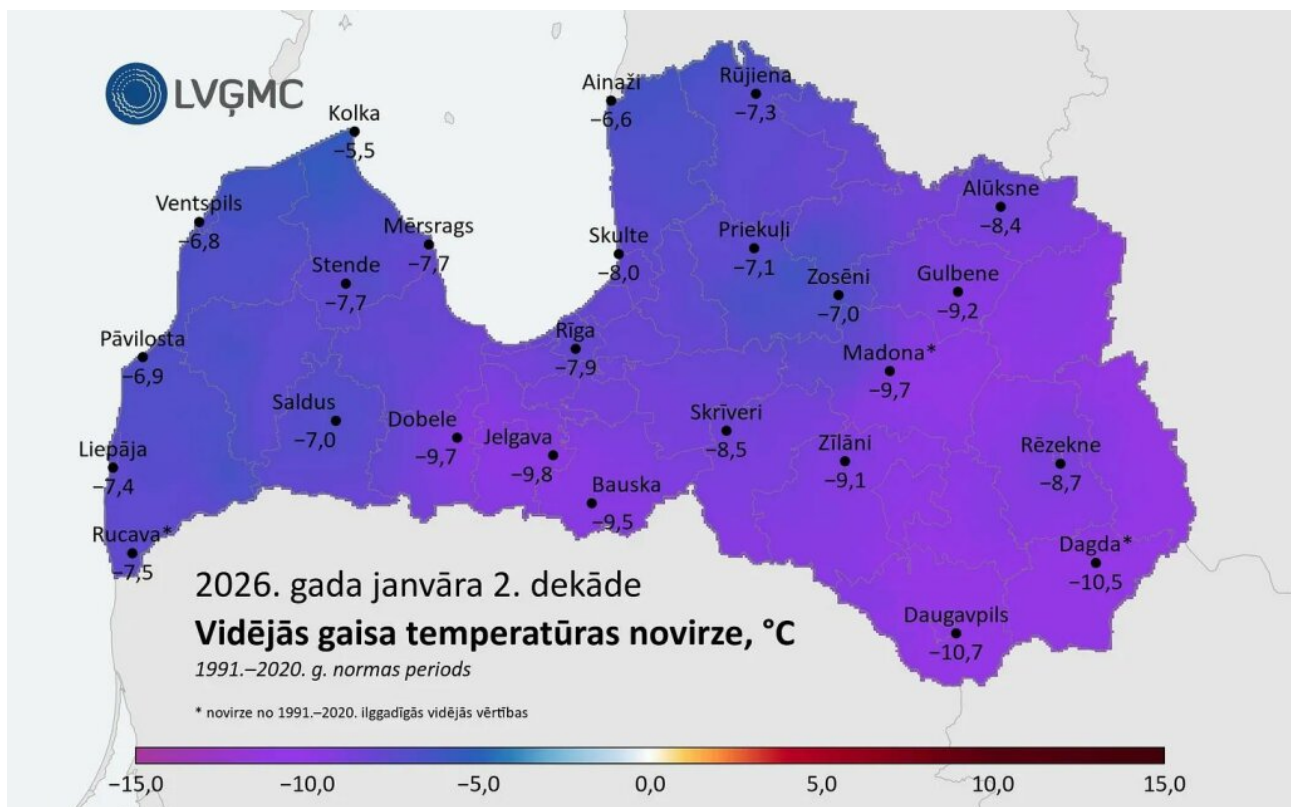 LVĢMC
Kolka
−5,5
Ainaži
−6,6
Rūjiena
−7,3
Ventspils
−6,8
Mērsrags
−7,7
Stende
−7,7
Skulte
−8,0
Priekuļi
−7,1
Alūksne
−8,4
Zosēni
−7,0
Gulbene
−9,2
Pāvilosta
−6,9
Rīga
−7,9
Madona*
−9,7
Saldus
−7,0
Dobele
−9,7
Jelgava
−9,8
Skrīveri
−8,5
Zīlāni
−9,1
Rēzekne
−8,7
Liepāja
−7,4
Bauska
−9,5
Rucava*
−7,5
Dagda*
−10,5
Daugavpils
−10,7
2026. gada janvāra 2. dekāde
Vidējās gaisa temperatūras novirze, °C
1991.–2020. g. normas periods
* novirze no 1991.–2020. ilggadīgās vidējās vērtības
−15,0 −10,0 −5,0 0,0 5,0 10,0 15,0